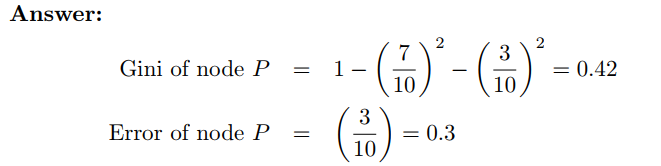 Answer:
Gini of node P = 1 − (7/10)² − (3/10)² = 0.42
Error of node P = (3/10) = 0.3